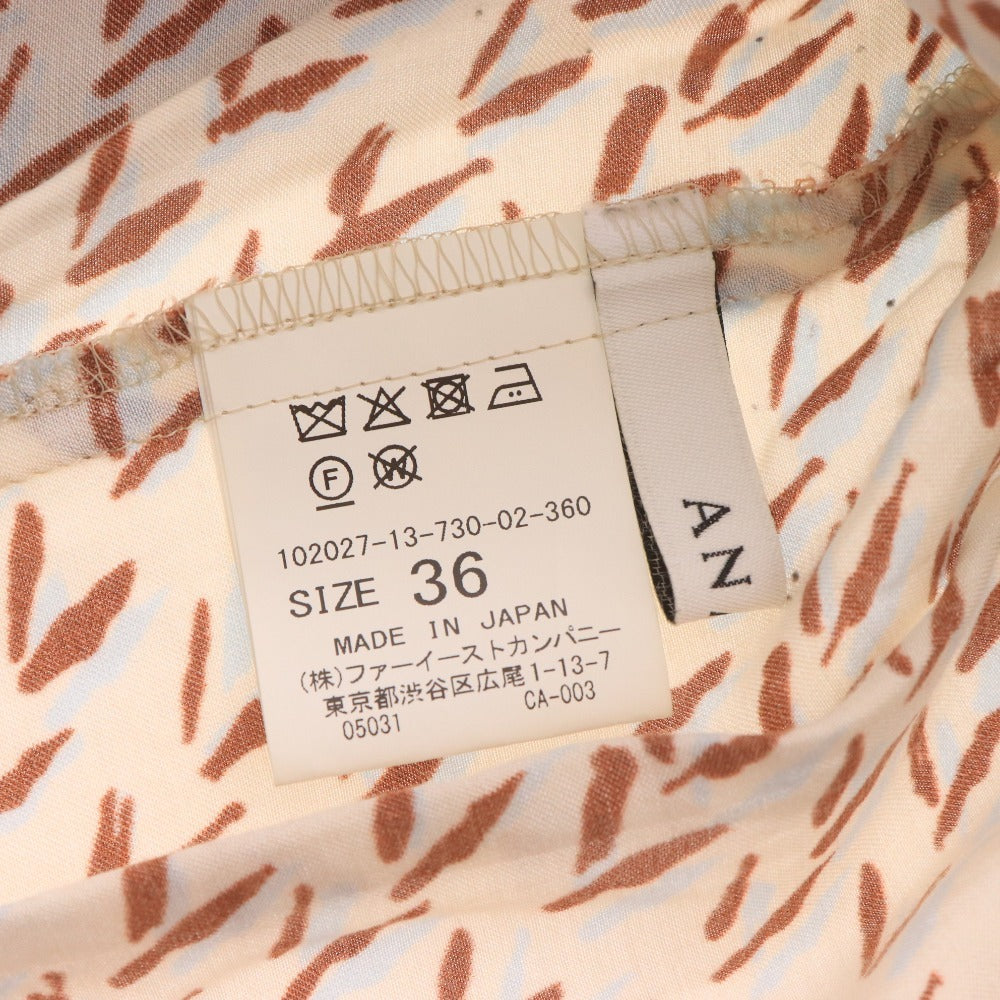 F W
102027-13-730-02-360
SIZE 36
MADE IN JAPAN
(株)ファーイーストカンパニー
東京都渋谷区広尾1-13-7
05031 CA-003
AN